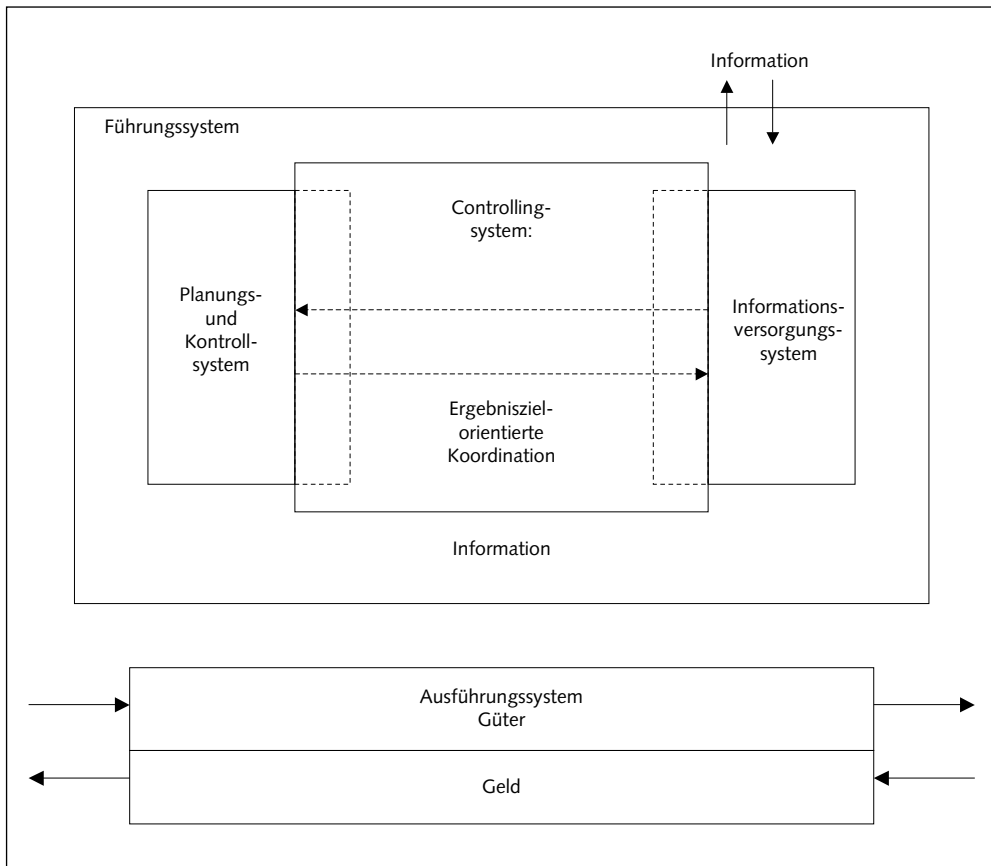 Information
Führungssystem
Controlling-
system:
Planungs-
und
Kontroll-
system
Informations-
versorgungs-
system
Ergebnisziel-
orientierte
Koordination
Information
Ausführungssystem
Güter
Geld